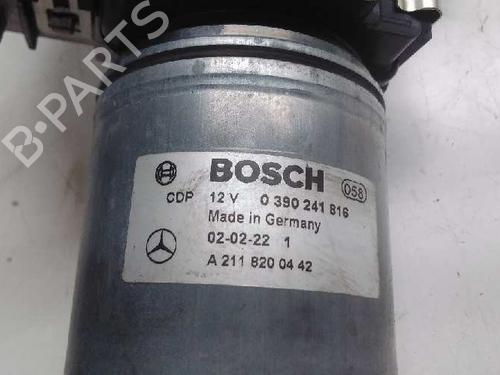 B-PARTS
BOSCH 058
CDP 12 V 0 390 241 816
Made in Germany
02-02-22 1
A 211 820 04 42